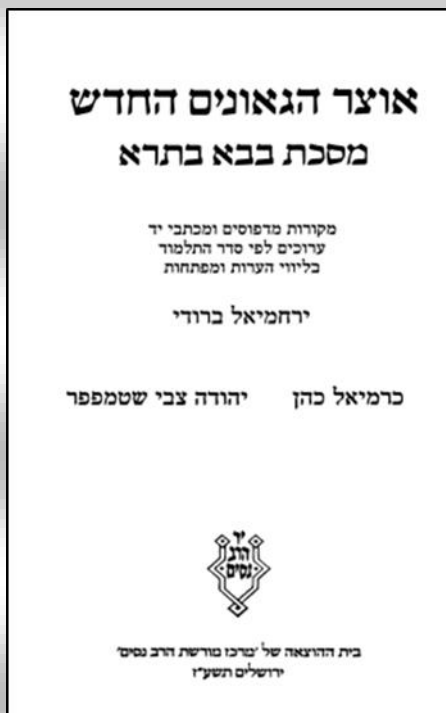 אוצר הגאונים החדש
מסכת בבא בתרא
מקורות מדפוסים ומכתבי יד
ערוכים לפי סדר התלמוד
בליווי הערות ומפתחות
ירחמיאל ברודי
כרמיאל כהן יהודה צבי שטמפפר
יד
הרב
נסים
בית ההוצאה של 'מרכז מורשת הרב נסים'
ירושלים תשע"ז